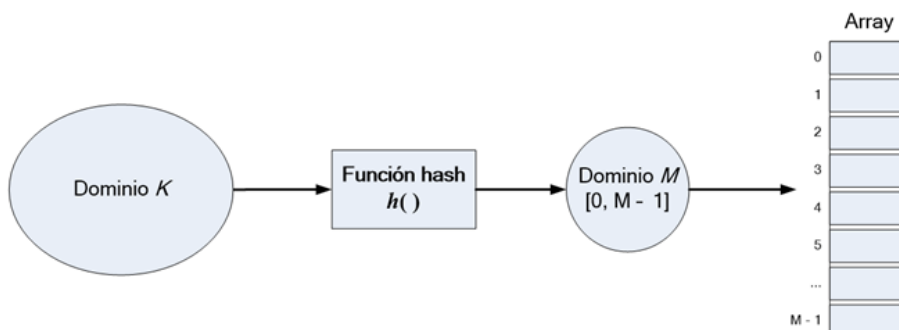 Dominio K
Función hash
h( )
Dominio M
[0, M - 1]
Array
0
1
2
3
4
5
...
M - 1